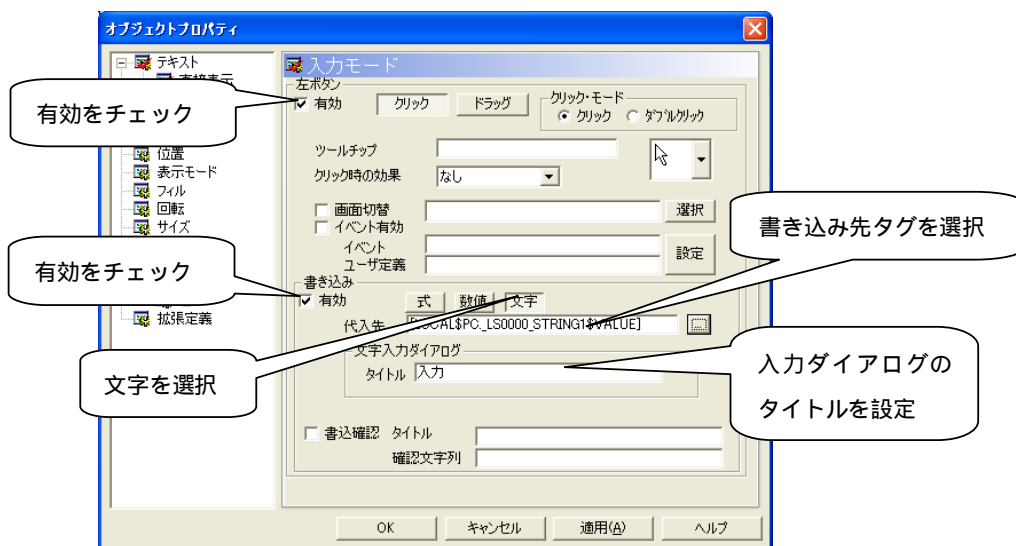 オブジェクトプロパティ
テキスト
入力モード
左ボタン
有効をチェック
有効
クリック
ドラッグ
クリック・モード
クリック
ダブルクリック
位置
表示モード
フィル
回転
サイズ
ツールチップ
クリック時の効果
なし
画面切替
選択
イベント有効
イベント
ユーザ定義
設定
書き込み先タグを選択
有効をチェック
書き込み
有効
式
数値
文字
拡張定義
代入先
文字入力ダイアログ
タイトル
入力
文字を選択
入力ダイアログの
タイトルを設定
書込確認
タイトル
確認文字列
OK
キャンセル
適用(A)
ヘルプ